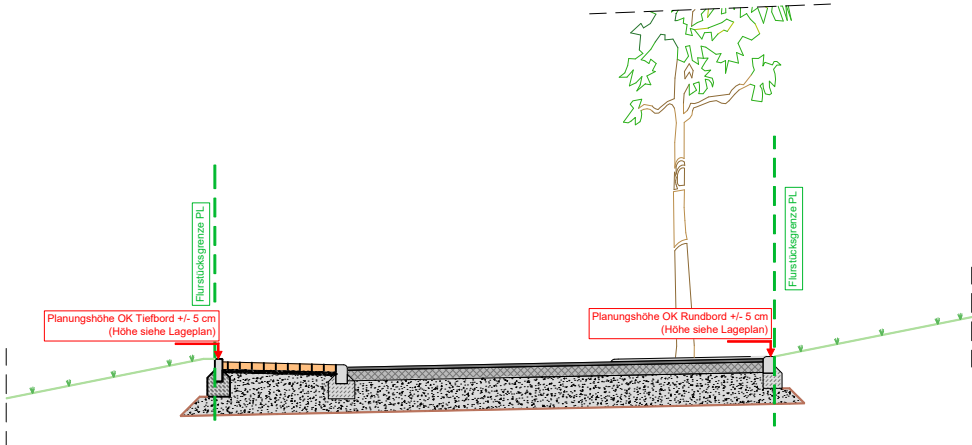 Flurstücksgrenze PL
Flurstücksgrenze PL
Planungshöhe OK Tiefbord +/- 5 cm
(Höhe siehe Lageplan)
Planungshöhe OK Rundbord +/- 5 cm
(Höhe siehe Lageplan)